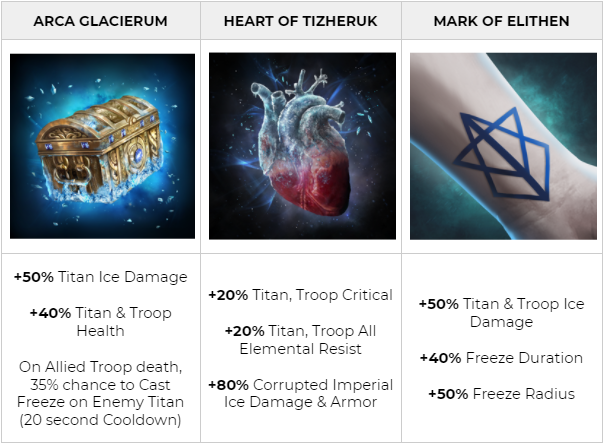 ARCA GLACIERUM
HEART OF TIZHERUK
MARK OF ELITHEN
+50% Titan Ice Damage
+40% Titan & Troop
Health
On Allied Troop death,
35% chance to Cast
Freeze on Enemy Titan
(20 second Cooldown)
+20% Titan, Troop Critical
+20% Titan, Troop All
Elemental Resist
+80% Corrupted Imperial
Ice Damage & Armor
+50% Titan & Troop Ice
Damage
+40% Freeze Duration
+50% Freeze Radius